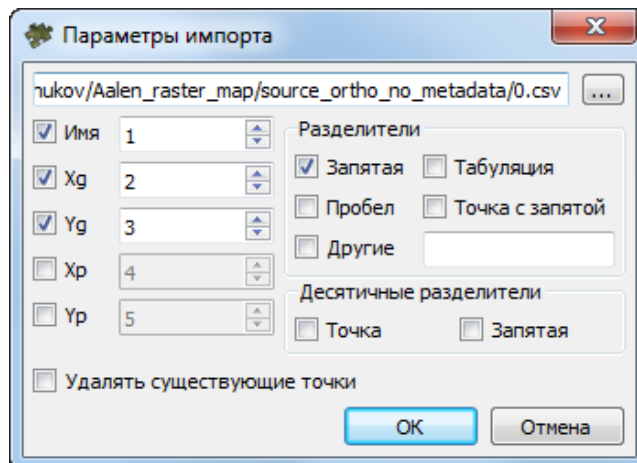 Параметры импорта
nukov/Aalen_raster_map/source_ortho_no_metadata/0.csv ...
Имя 1
Xg 2
Yg 3
Xp 4
Yp 5
Разделители
Запятая Табуляция
Пробел Точка с запятой
Другие
Десятичные разделители
Точка Запятая
Удалять существующие точки
OK Отмена